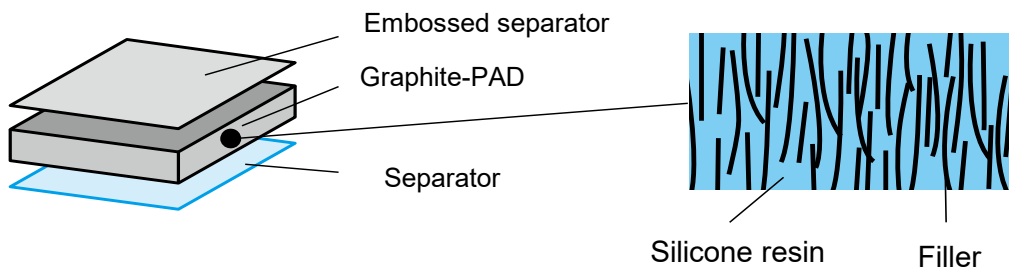 Embossed separator
Graphite-PAD
Separator
Silicone resin
Filler